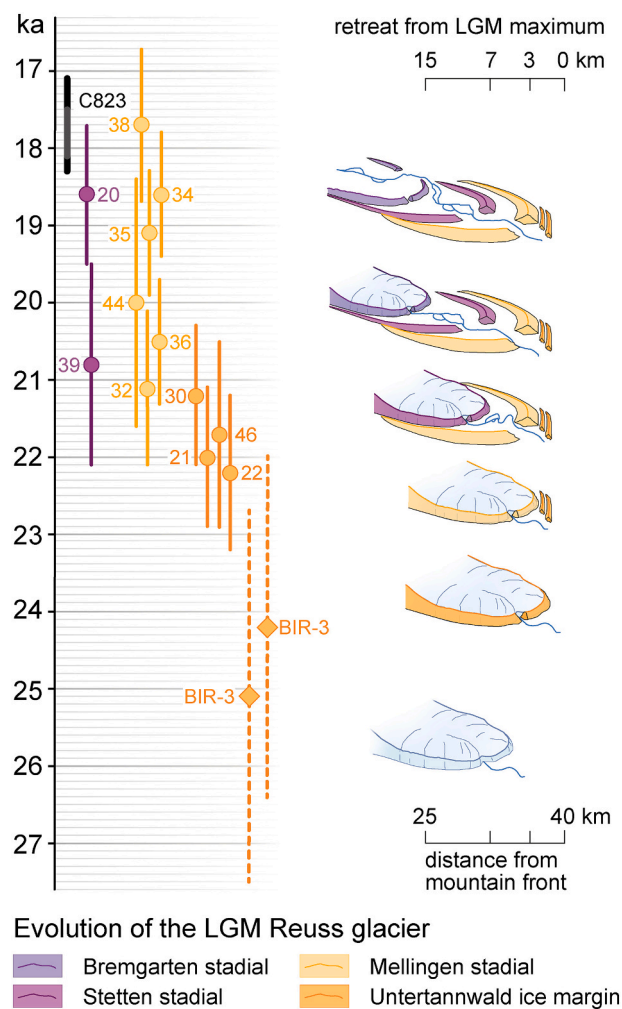 ka
retreat from LGM maximum
15 7 3 0 km
17
C823
38
18
20
34
19
35
20
44
36
39
21
32
30
46
21
22
22
23
24
BIR-3
25
BIR-3
26
27
25 40 km
distance from
mountain front
Evolution of the LGM Reuss glacier
Bremgarten stadial
Mellingen stadial
Stetten stadial
Untertannwald ice margin